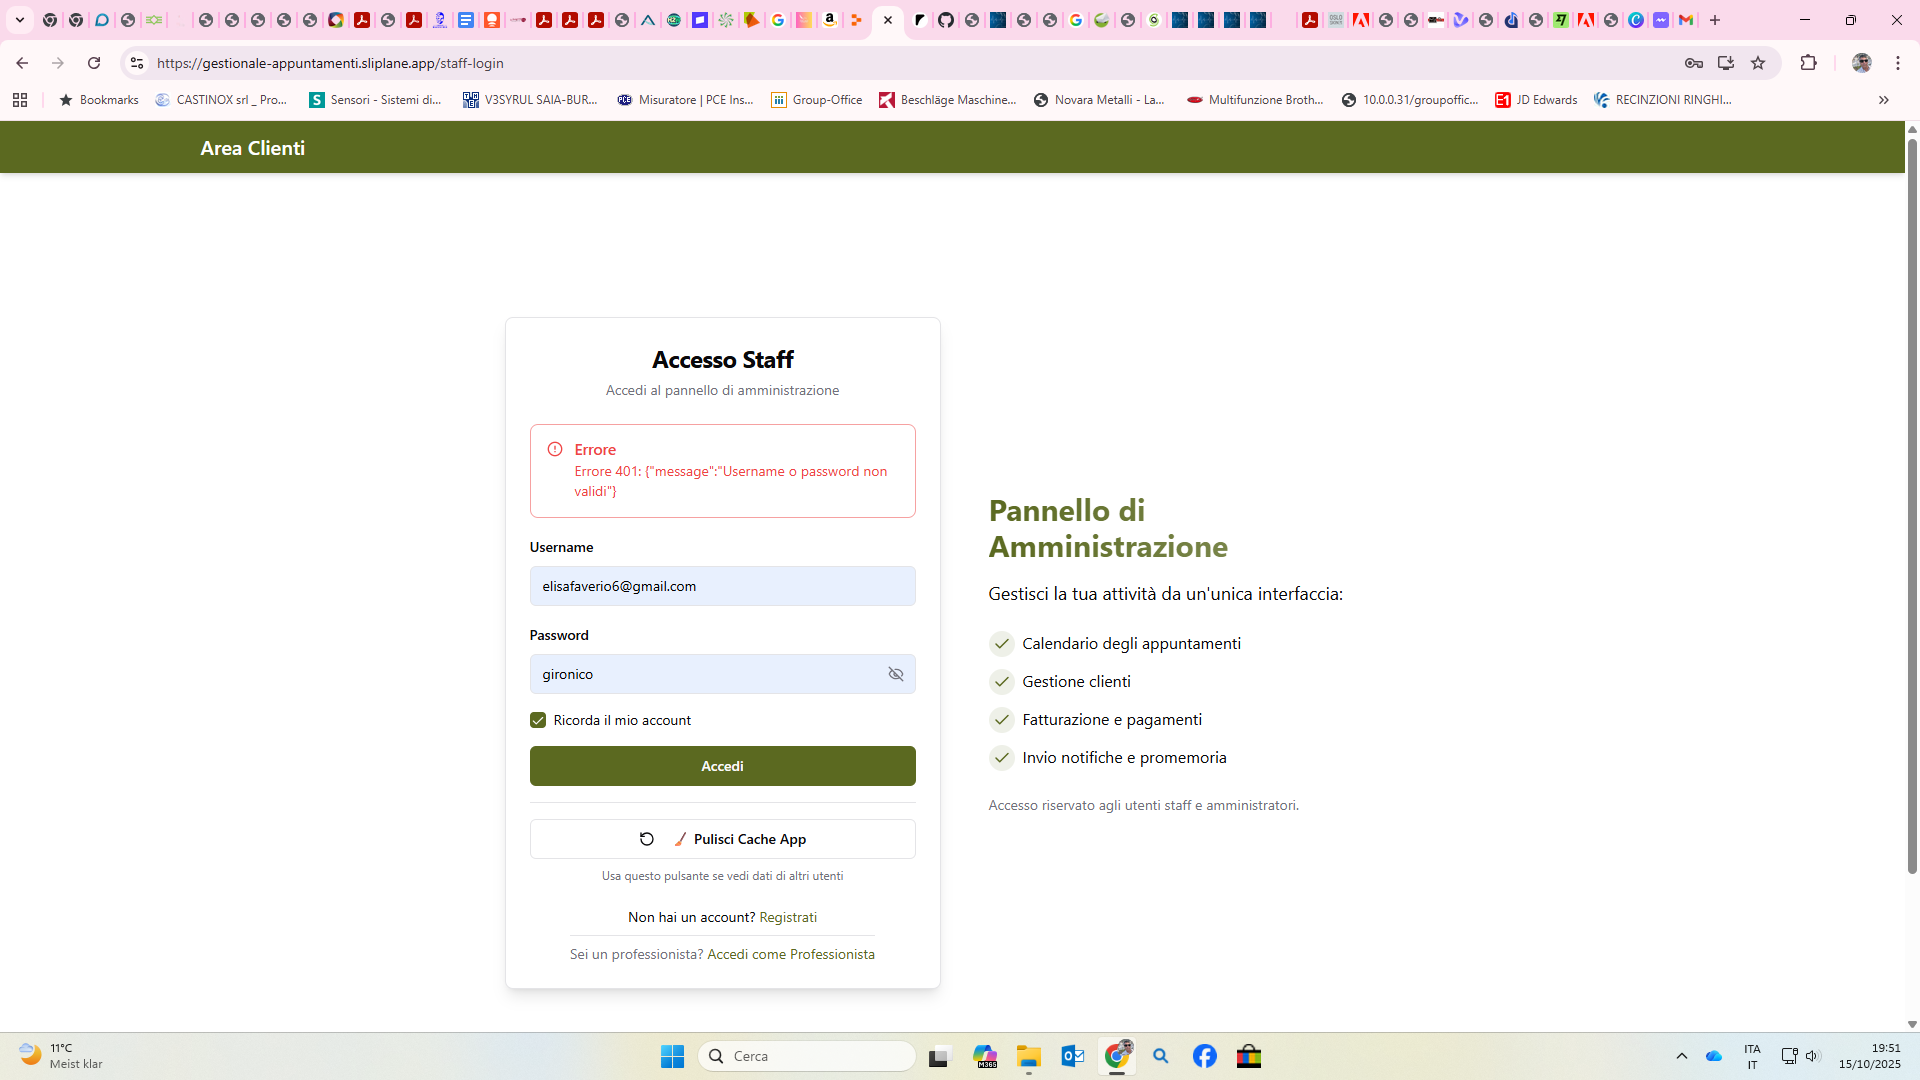 https://gestionale-appuntamenti.sliplane.app/staff-login
Bookmarks
CASTINOX srl _ Pro...
Sensori - Sistemi di...
V3SYRUL SAIA-BUR...
Misuratore | PCE Ins...
Group-Office
Beschläge Maschine...
Novara Metalli - La...
Multifunzione Broth...
10.0.0.31/groupoffic...
JD Edwards
RECINZIONI RINGHI...
Area Clienti
Accesso Staff
Accedi al pannello di amministrazione
Errore
Errore 401: {"message":"Username o password non
validi"}
Username
elisafaverio6@gmail.com
Password
gironico
Ricorda il mio account
Accedi
Pulisci Cache App
Usa questo pulsante se vedi dati di altri utenti
Non hai un account? Registrati
Sei un professionista? Accedi come Professionista
Pannello di
Amministrazione
Gestisci la tua attività da un'unica interfaccia:
Calendario degli appuntamenti
Gestione clienti
Fatturazione e pagamenti
Invio notifiche e promemoria
Accesso riservato agli utenti staff e amministratori.
11°C
Meist klar
Cerca
M365
ITA
IT
19:51
15/10/2025